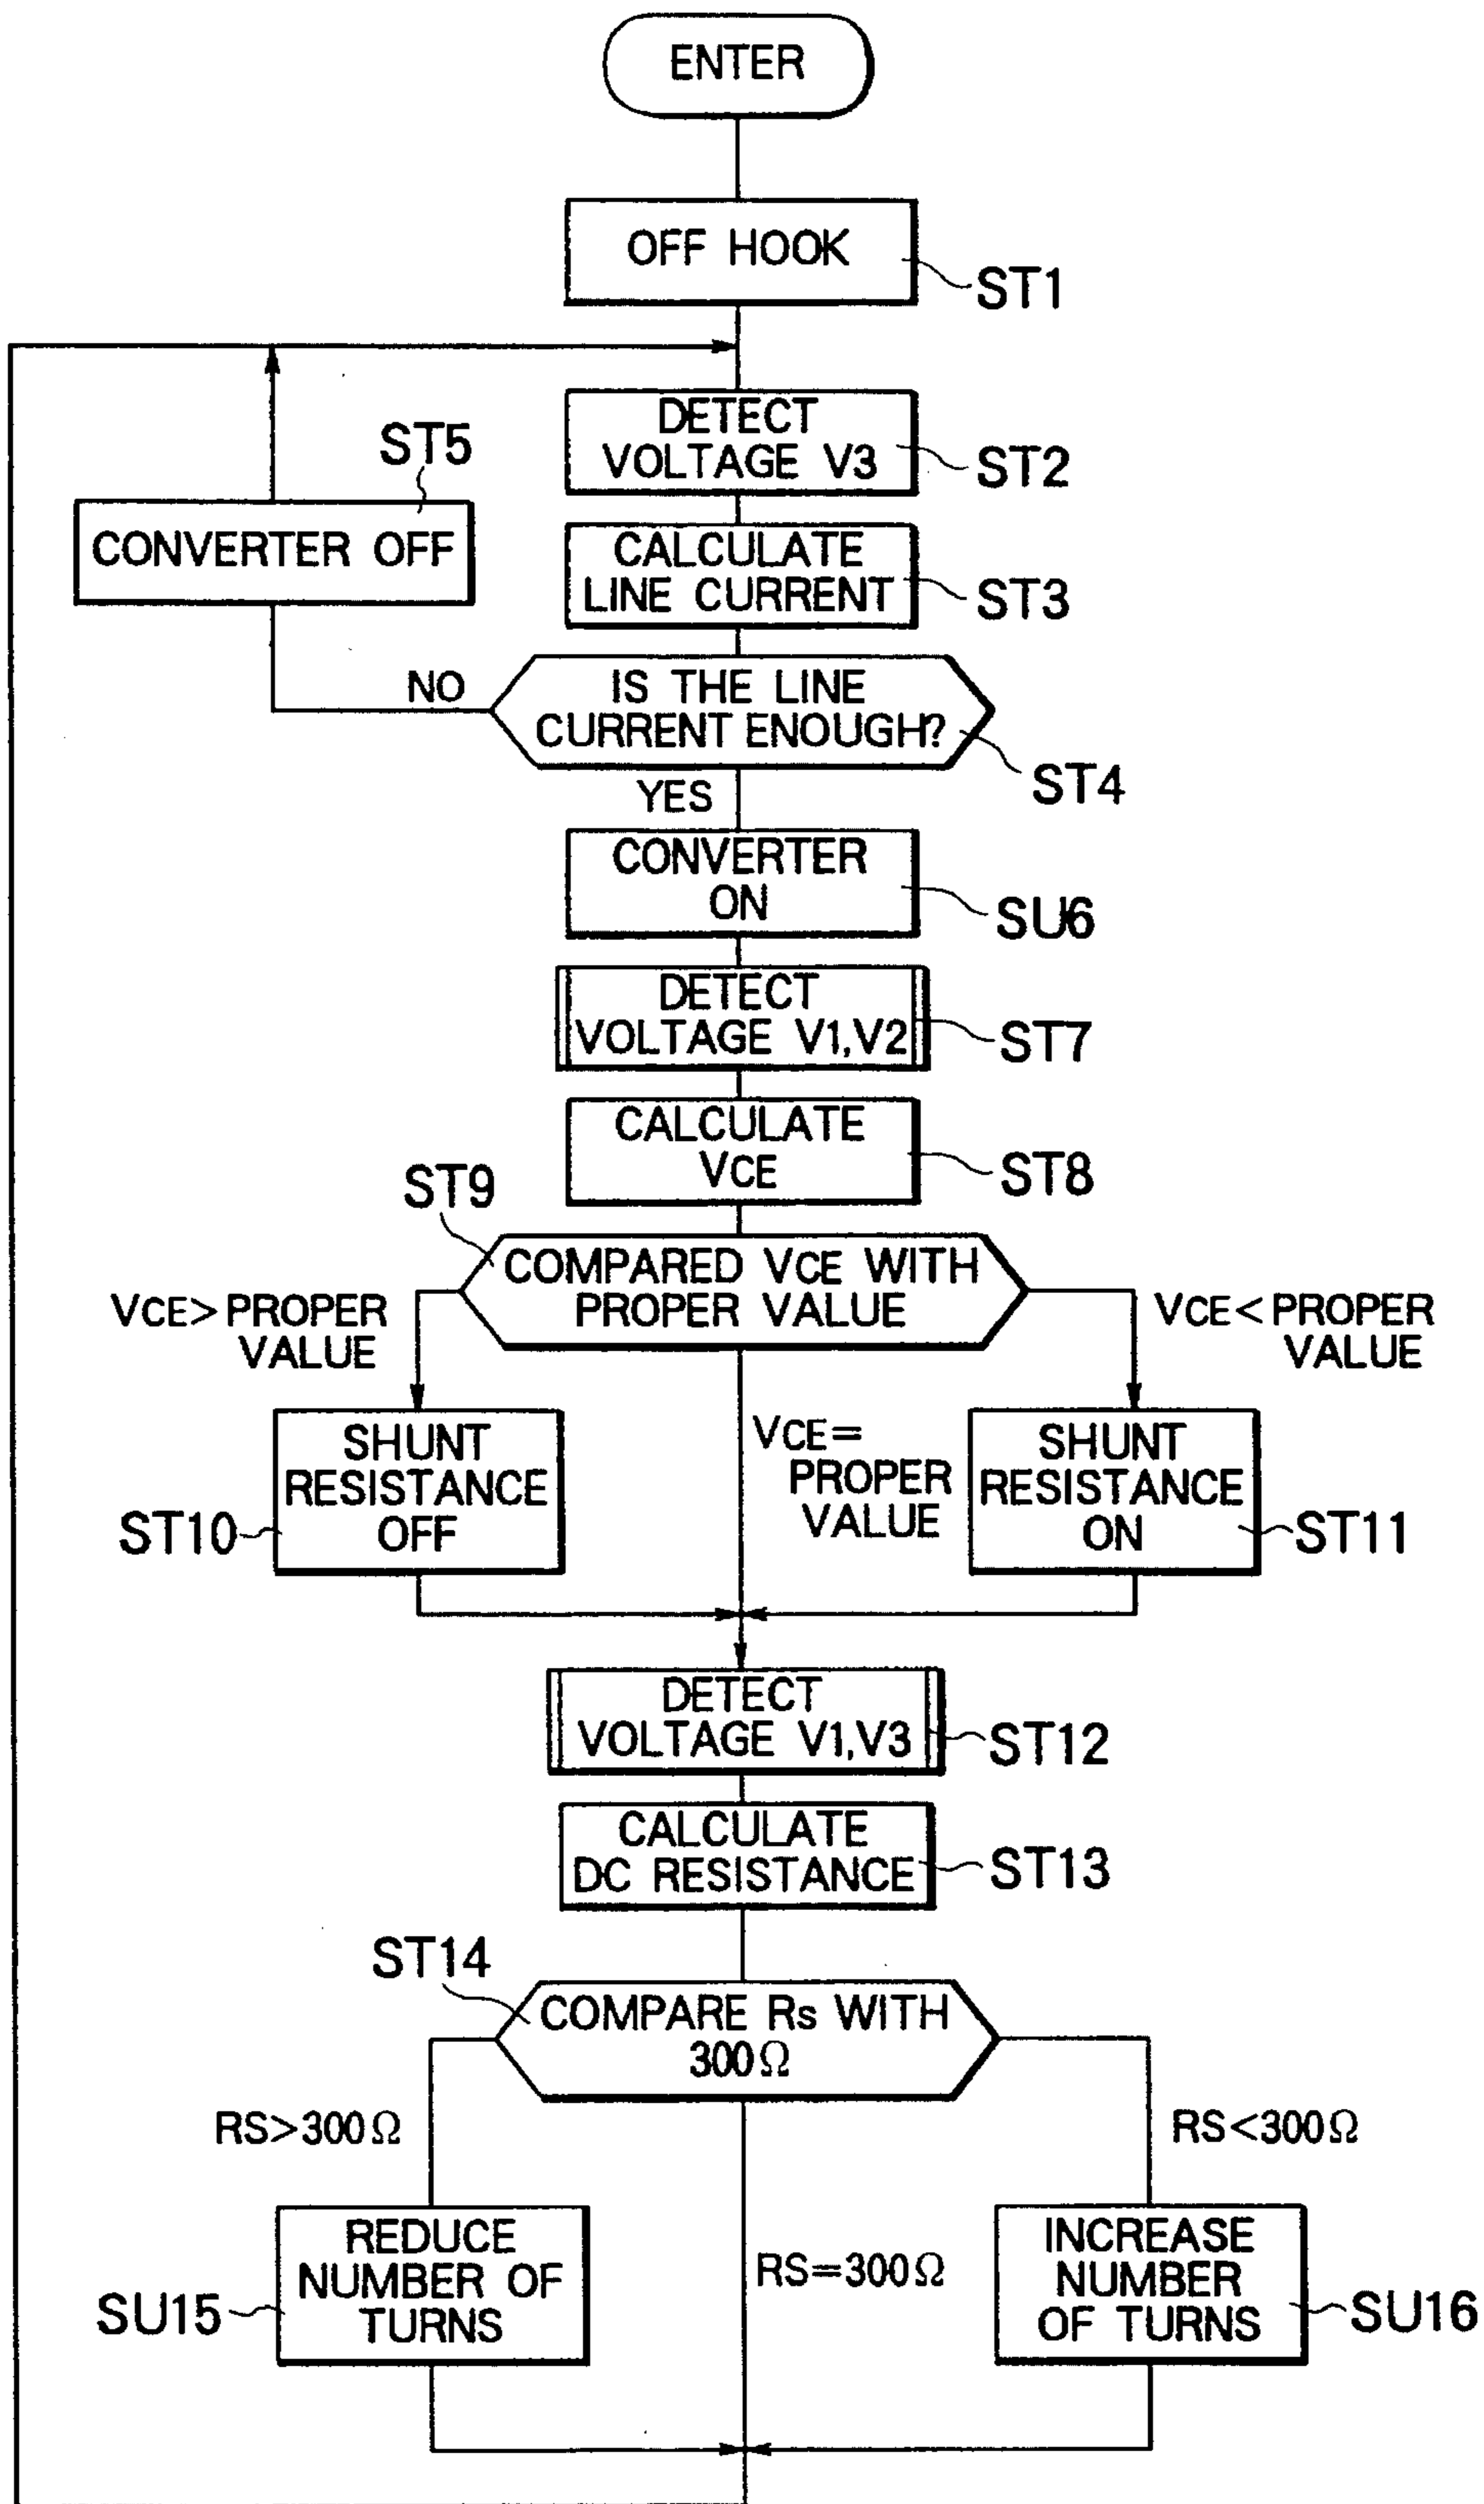 ENTER
OFF HOOK
ST1
DETECT
VOLTAGE V3
ST2
ST5
CONVERTER OFF
CALCULATE
LINE CURRENT
ST3
NO
IS THE LINE
CURRENT ENOUGH?
ST4
YES
CONVERTER
ON
SU6
DETECT
VOLTAGE V1,V2
ST7
CALCULATE
VCE
ST8
ST9
COMPARED VCE WITH
PROPER VALUE
VCE>PROPER
VALUE
VCE<PROPER
VALUE
SHUNT
RESISTANCE
OFF
ST10
VCE=
PROPER
VALUE
SHUNT
RESISTANCE
ON
ST11
DETECT
VOLTAGE V1,V3
ST12
CALCULATE
DC RESISTANCE
ST13
ST14
COMPARE Rs WITH
300Ω
RS>300Ω
RS<300Ω
REDUCE
NUMBER OF
TURNS
SU15
RS=300Ω
INCREASE
NUMBER
OF TURNS
SU16